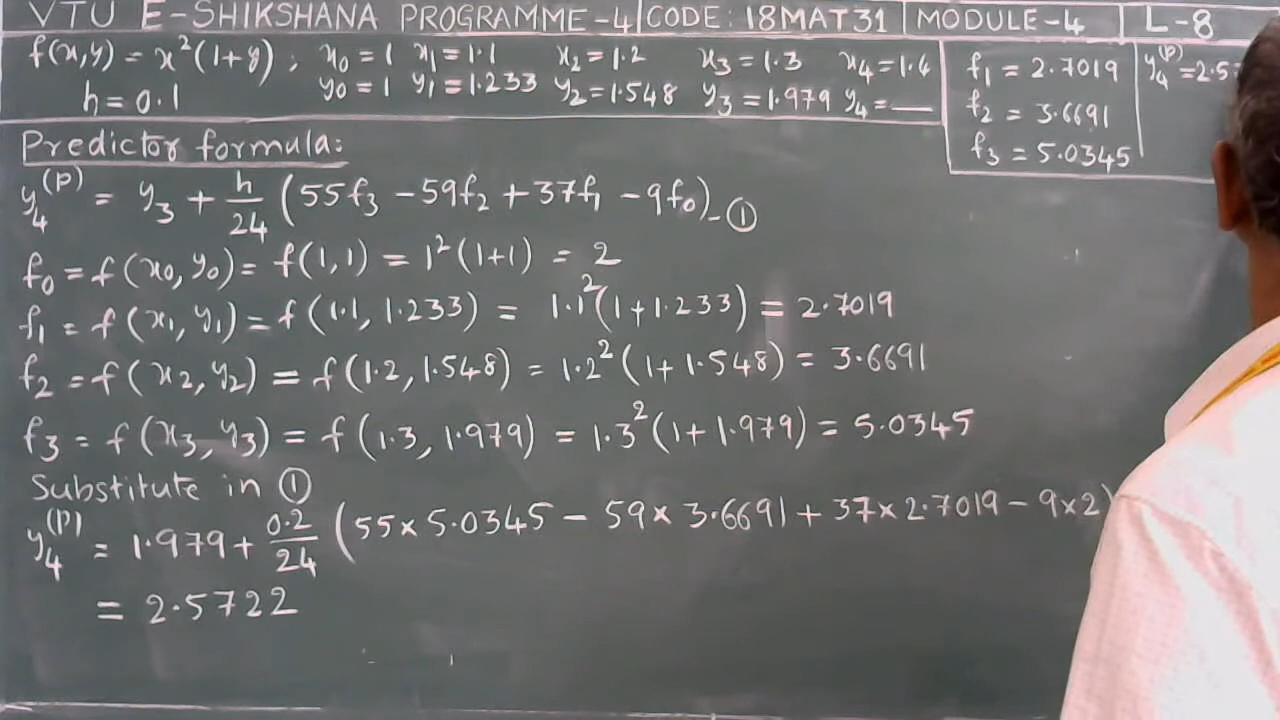 VTU E-SHIKSHANA PROGRAMME-4 CODE: 18MAT31 MODULE-4 L-8
f(x,y) = x²(1+y) ; x₀=1 x₁=1.1 x₂=1.2 x₃=1.3 x₄=1.4
h=0.1 y₀=1 y₁=1.233 y₂=1.548 y₃=1.979 y₄=__
f₁ = 2.7019
f₂ = 3.6691
f₃ = 5.0345
y₄⁽ᵖ⁾=2.5
Predictor formula:
y₄⁽ᵖ⁾ = y₃ + h/24 (55f₃ - 59f₂ + 37f₁ - 9f₀) - ①
f₀ = f(x₀, y₀) = f(1,1) = 1²(1+1) = 2
f₁ = f(x₁, y₁) = f(1.1, 1.233) = 1.1²(1+1.233) = 2.7019
f₂ = f(x₂, y₂) = f(1.2, 1.548) = 1.2²(1+1.548) = 3.6691
f₃ = f(x₃, y₃) = f(1.3, 1.979) = 1.3²(1+1.979) = 5.0345
Substitute in ①
y₄⁽ᵖ⁾ = 1.979 + 0.2/24 (55×5.0345 - 59×3.6691 + 37×2.7019 - 9×2)
= 2.5722